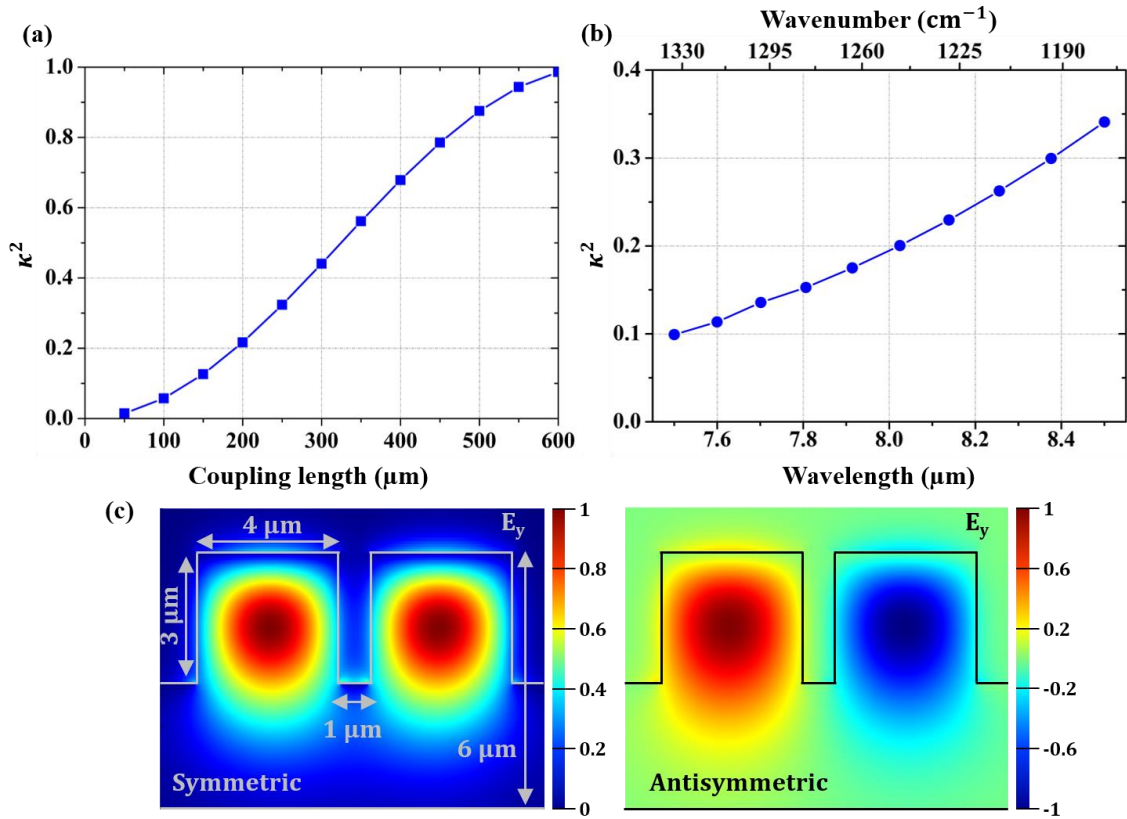 (a)
κ²
1.0
0.8
0.6
0.4
0.2
0.0
0 100 200 300 400 500 600
Coupling length (µm)
(b)
Wavenumber (cm⁻¹)
1330 1295 1260 1225 1190
κ²
0.4
0.3
0.2
0.1
0.0
7.6 7.8 8.0 8.2 8.4
Wavelength (µm)
(c)
4 µm
E_y
3 µm
1 µm
6 µm
Symmetric
1
0.8
0.6
0.4
0.2
0
E_y
Antisymmetric
1
0.6
0.2
-0.2
-0.6
-1